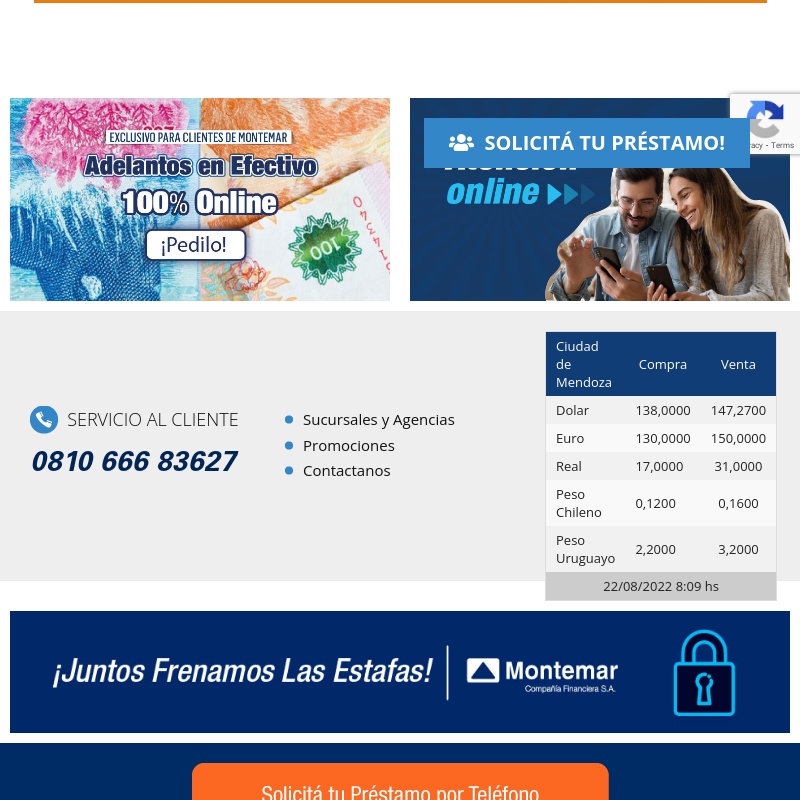 EXCLUSIVO PARA CLIENTES DE MONTEMAR
Adelantos en Efectivo
100% Online
¡Pedilo!
100
SOLICITÁ TU PRÉSTAMO!
online
- Terms
SERVICIO AL CLIENTE
0810 666 83627
Sucursales y Agencias
Promociones
Contactanos
Ciudad de Mendoza Compra Venta
Dolar 138,0000 147,2700
Euro 130,0000 150,0000
Real 17,0000 31,0000
Peso Chileno 0,1200 0,1600
Peso Uruguayo 2,2000 3,2000
22/08/2022 8:09 hs
¡Juntos Frenamos Las Estafas!
Montemar
Compañía Financiera S.A.
Solicitá tu Préstamo por Teléfono